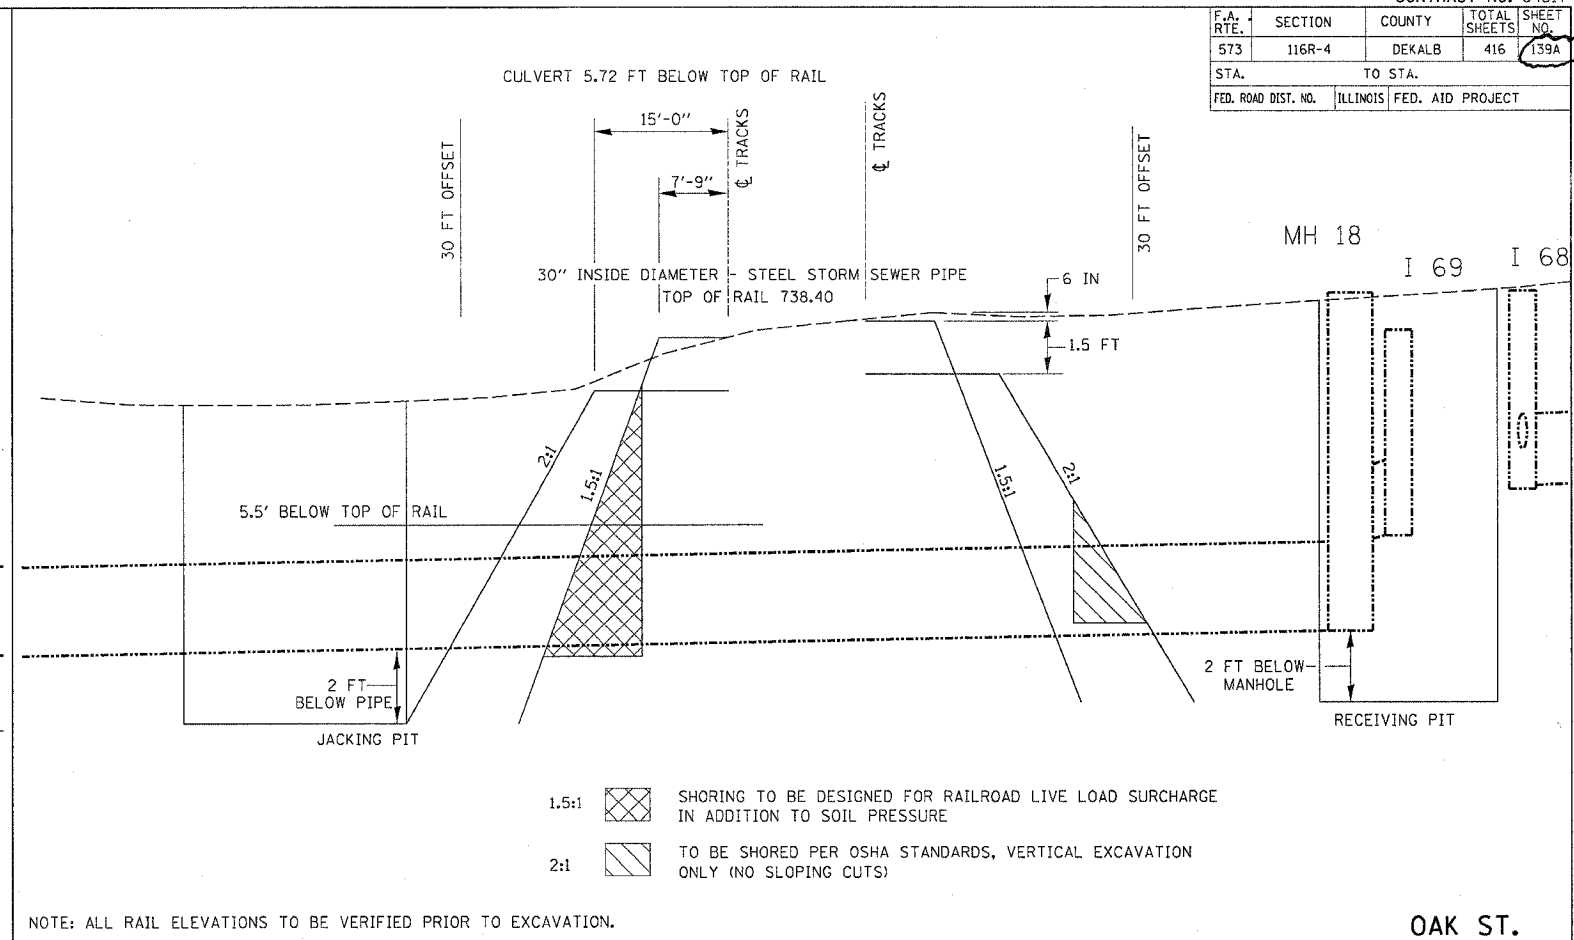 CONTRACT NO.
F.A. RTE. SECTION COUNTY TOTAL SHEETS SHEET NO.
573 116R-4 DEKALB 416 139A
STA. TO STA.
FED. ROAD DIST. NO. ILLINOIS FED. AID PROJECT
CULVERT 5.72 FT BELOW TOP OF RAIL
15'-0"
7'-9"
℄ TRACKS
℄ TRACKS
30 FT OFFSET
30 FT OFFSET
MH 18
I 69
I 68
30" INSIDE DIAMETER - STEEL STORM SEWER PIPE
TOP OF RAIL 738.40
6 IN
1.5 FT
2:1
1.5:1
1.5:1
2:1
5.5' BELOW TOP OF RAIL
2 FT
BELOW PIPE
JACKING PIT
2 FT BELOW
MANHOLE
RECEIVING PIT
1.5:1 SHORING TO BE DESIGNED FOR RAILROAD LIVE LOAD SURCHARGE
IN ADDITION TO SOIL PRESSURE
2:1 TO BE SHORED PER OSHA STANDARDS, VERTICAL EXCAVATION
ONLY (NO SLOPING CUTS)
NOTE: ALL RAIL ELEVATIONS TO BE VERIFIED PRIOR TO EXCAVATION.
OAK ST.